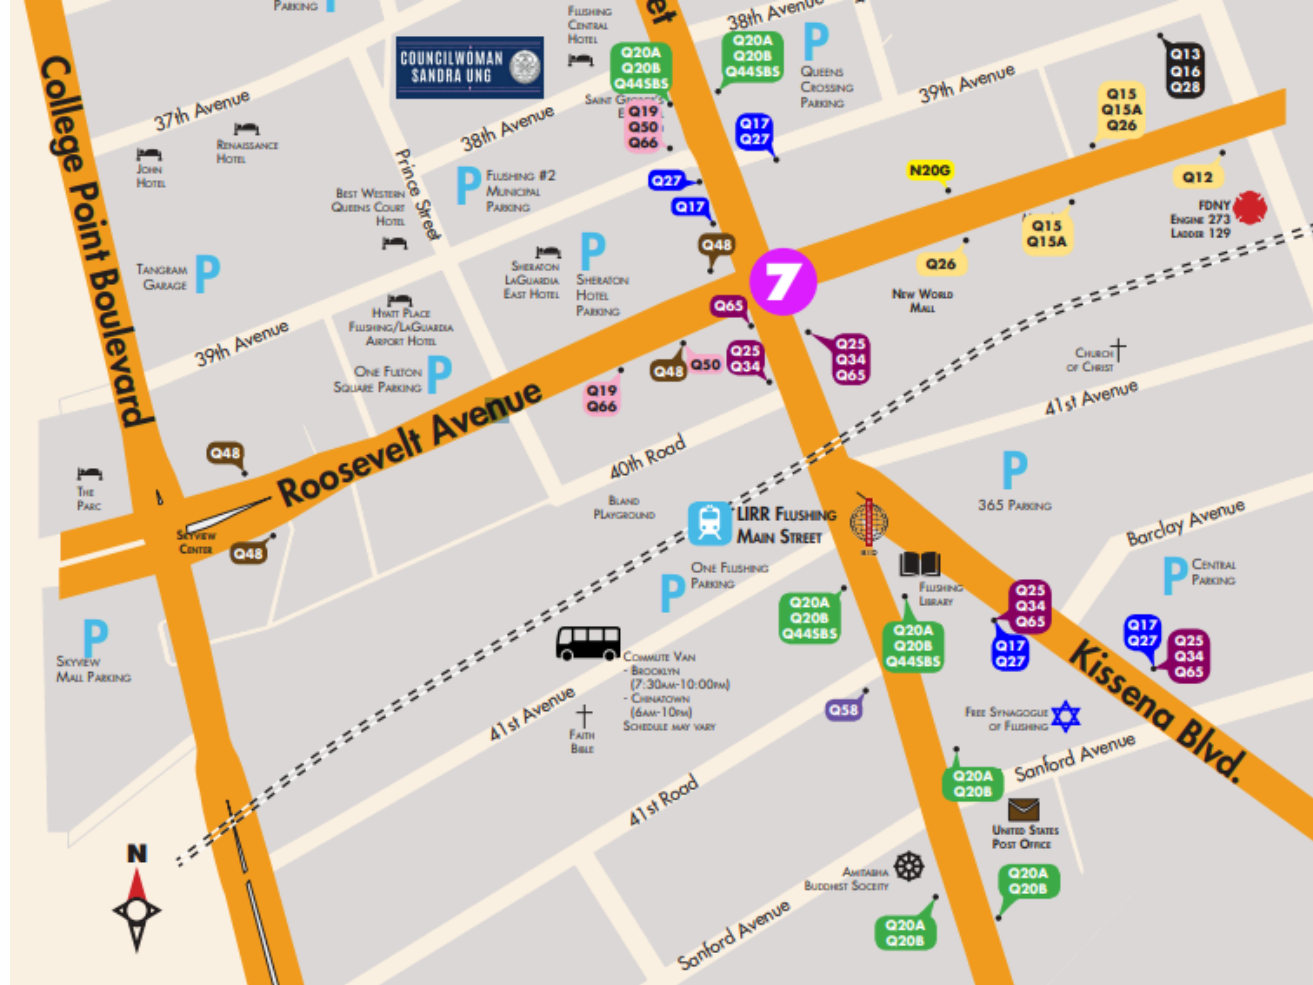 PARKING
P
FLUSHING
CENTRAL
HOTEL
et
38th Avenue
COUNCILWOMAN
SANDRA UNG
Q20A
Q20B
Q44SBS
Q20A
Q20B
Q44SBS
P
QUEENS
CROSSING
PARKING
39th Avenue
Q13
Q16
Q28
College Point Boulevard
37th Avenue
38th Avenue
SAINT GEORGE'S
Q19
Q50
Q66
Q17
Q27
Q15
Q15A
Q26
RENAISSANCE
HOTEL
JOHN
HOTEL
Prince Street
P
FLUSHING #2
MUNICIPAL
PARKING
Q27
Q17
N20G
Q12
BEST WESTERN
QUEENS COURT
HOTEL
FDNY
ENGINE 273
LADDER 129
Q15
Q15A
Q48
Q26
TANGRAM
GARAGE
P
SHERATON
LAGUARDIA
EAST HOTEL
P
SHERATON
HOTEL
PARKING
7
NEW WORLD
MALL
HYATT PLACE
FLUSHING/LAGUARDIA
AIRPORT HOTEL
Q65
39th Avenue
Q48
Q50
Q25
Q34
Q25
Q34
Q65
CHURCH
OF CHRIST
ONE FULTON
SQUARE PARKING
P
Q19
Q66
41st Avenue
Roosevelt Avenue
Q48
40th Road
THE
PARC
P
365 PARKING
BLAND
PLAYGROUND
LIRR FLUSHING
MAIN STREET
BID
Barclay Avenue
SKYVIEW
CENTER
Q48
P
ONE FLUSHING
PARKING
FLUSHING
LIBRARY
P
CENTRAL
PARKING
Q20A
Q20B
Q44SBS
Q20A
Q20B
Q44SBS
Q25
Q34
Q65
Q17
Q27
Q17
Q27
Q25
Q34
Q65
P
SKYVIEW
MALL PARKING
COMMUTE VAN
- BROOKLYN
(7:30AM-10:00PM)
- CHINATOWN
(6AM-10PM)
SCHEDULE MAY VARY
Kissena Blvd.
41st Avenue
FAITH
BIBLE
Q58
FREE SYNAGOGUE
OF FLUSHING
Sanford Avenue
Q20A
Q20B
41st Road
UNITED STATES
POST OFFICE
N
AMITABHA
BUDDHIST SOCEITY
Q20A
Q20B
Q20A
Q20B
Sanford Avenue